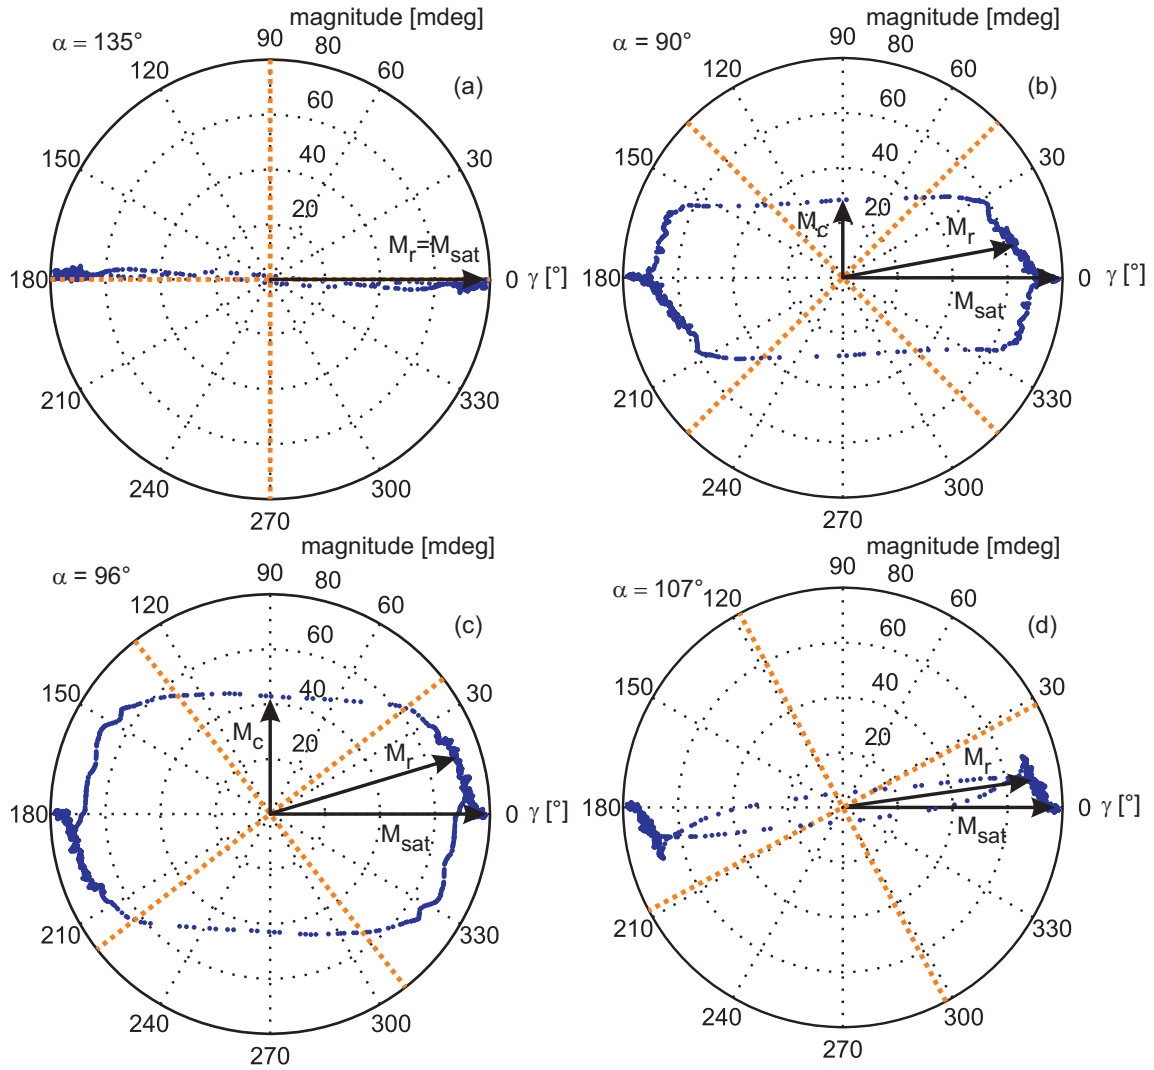 magnitude [mdeg]
α = 135°
90
80
120
60
(a)
60
150
40
30
20
Mr=Msat
180
0 γ [°]
210
330
240
300
270
magnitude [mdeg]
α = 90°
90
80
120
60
(b)
60
150
40
30
20
Mc
Mr
180
0 γ [°]
Msat
210
330
240
300
270
magnitude [mdeg]
α = 96°
90
80
120
60
(c)
60
150
40
30
20
Mc
Mr
180
0 γ [°]
Msat
210
330
240
300
270
magnitude [mdeg]
α = 107°
90
80
120
60
(d)
60
150
40
30
20
Mr
180
0 γ [°]
Msat
210
330
240
300
270